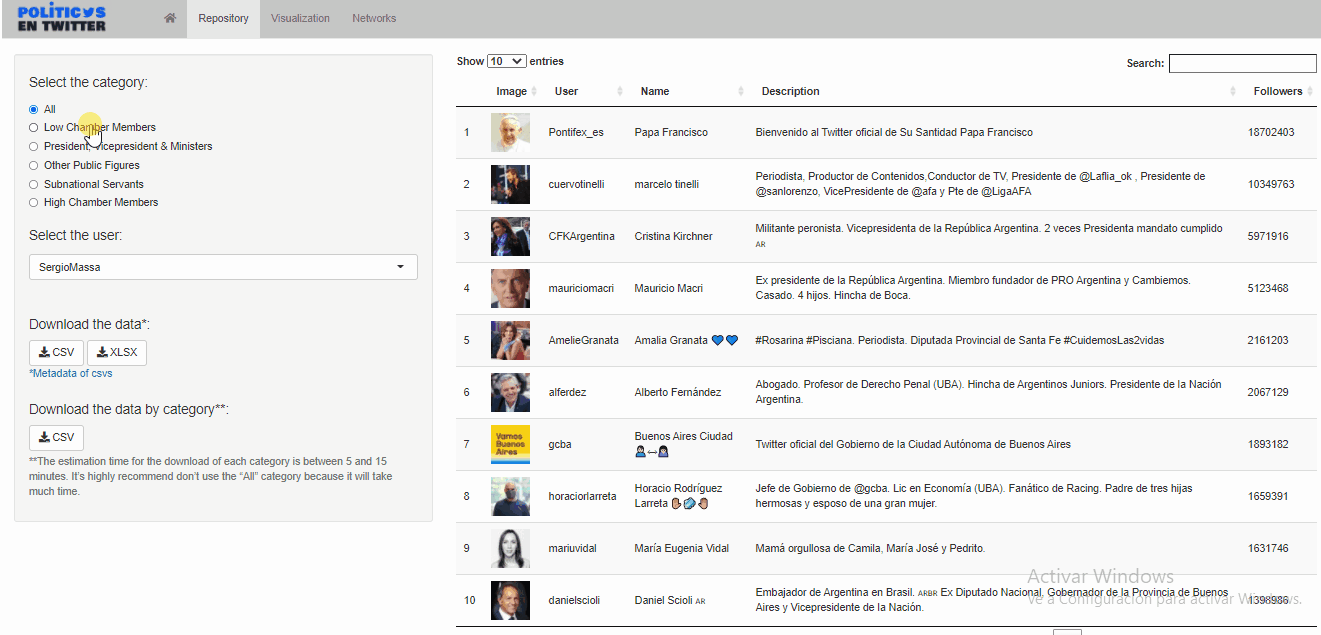 POLÍTICOS
EN TWITTER
Repository
Visualization
Networks
Select the category:
All
Low Chamber Members
President, Vicepresident & Ministers
Other Public Figures
Subnational Servants
High Chamber Members
Select the user:
SergioMassa
Download the data*:
CSV
XLSX
*Metadata of csvs
Download the data by category**:
CSV
**The estimation time for the download of each category is between 5 and 15
minutes. It's highly recommend don't use the “All” category because it will take
much time.
Show 10 entries
Search:
Image User Name Description Followers
1 Pontifex_es Papa Francisco Bienvenido al Twitter oficial de Su Santidad Papa Francisco 18702403
2 cuervotinelli marcelo tinelli Periodista, Productor de Contenidos,Conductor de TV, Presidente de @Laflia_ok , Presidente de 10349763
@sanlorenzo, VicePresidente de @afa y Pte de @LigaAFA
3 CFKArgentina Cristina Kirchner Militante peronista. Vicepresidenta de la República Argentina. 2 veces Presidenta mandato cumplido 5971916
AR
4 mauriciomacri Mauricio Macri Ex presidente de la República Argentina. Miembro fundador de PRO Argentina y Cambiemos. 5123468
Casado. 4 hijos. Hincha de Boca.
5 AmelieGranata Amalia Granata 💙💙 #Rosarina #Pisciana. Periodista. Diputada Provincial de Santa Fe #CuidemosLas2vidas 2161203
6 alferdez Alberto Fernández Abogado. Profesor de Derecho Penal (UBA). Hincha de Argentinos Juniors. Presidente de la Nación 2067129
Argentina.
7 Vamos Buenos Aires gcba Buenos Aires Ciudad Twitter oficial del Gobierno de la Ciudad Autónoma de Buenos Aires 1893182
8 horaciorlarreta Horacio Rodríguez Larreta Jefe de Gobierno de @gcba. Lic en Economía (UBA). Fanático de Racing. Padre de tres hijas 1659391
hermosas y esposo de una gran mujer.
9 mariuvidal María Eugenia Vidal Mamá orgullosa de Camila, María José y Pedrito. 1631746
10 danielscioli Daniel Scioli AR Embajador de Argentina en Brasil. ARBR Ex Diputado Nacional, Gobernador de la Provincia de Buenos 1398986
Aires y Vicepresidente de la Nación.
Activar Windows
Ve a Configuración para activar Windows.